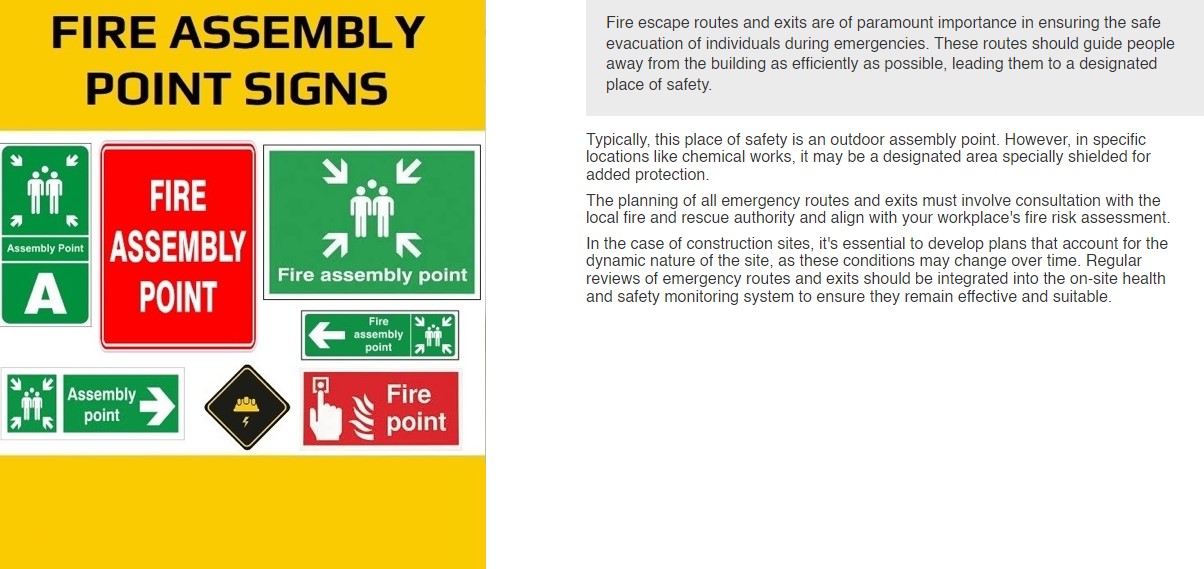 FIRE ASSEMBLY
POINT SIGNS
Assembly Point
A
FIRE
ASSEMBLY
POINT
Fire assembly point
Fire
assembly
point
Assembly
point
Fire
point
Fire escape routes and exits are of paramount importance in ensuring the safe
evacuation of individuals during emergencies. These routes should guide people
away from the building as efficiently as possible, leading them to a designated
place of safety.
Typically, this place of safety is an outdoor assembly point. However, in specific
locations like chemical works, it may be a designated area specially shielded for
added protection.
The planning of all emergency routes and exits must involve consultation with the
local fire and rescue authority and align with your workplace's fire risk assessment.
In the case of construction sites, it's essential to develop plans that account for the
dynamic nature of the site, as these conditions may change over time. Regular
reviews of emergency routes and exits should be integrated into the on-site health
and safety monitoring system to ensure they remain effective and suitable.